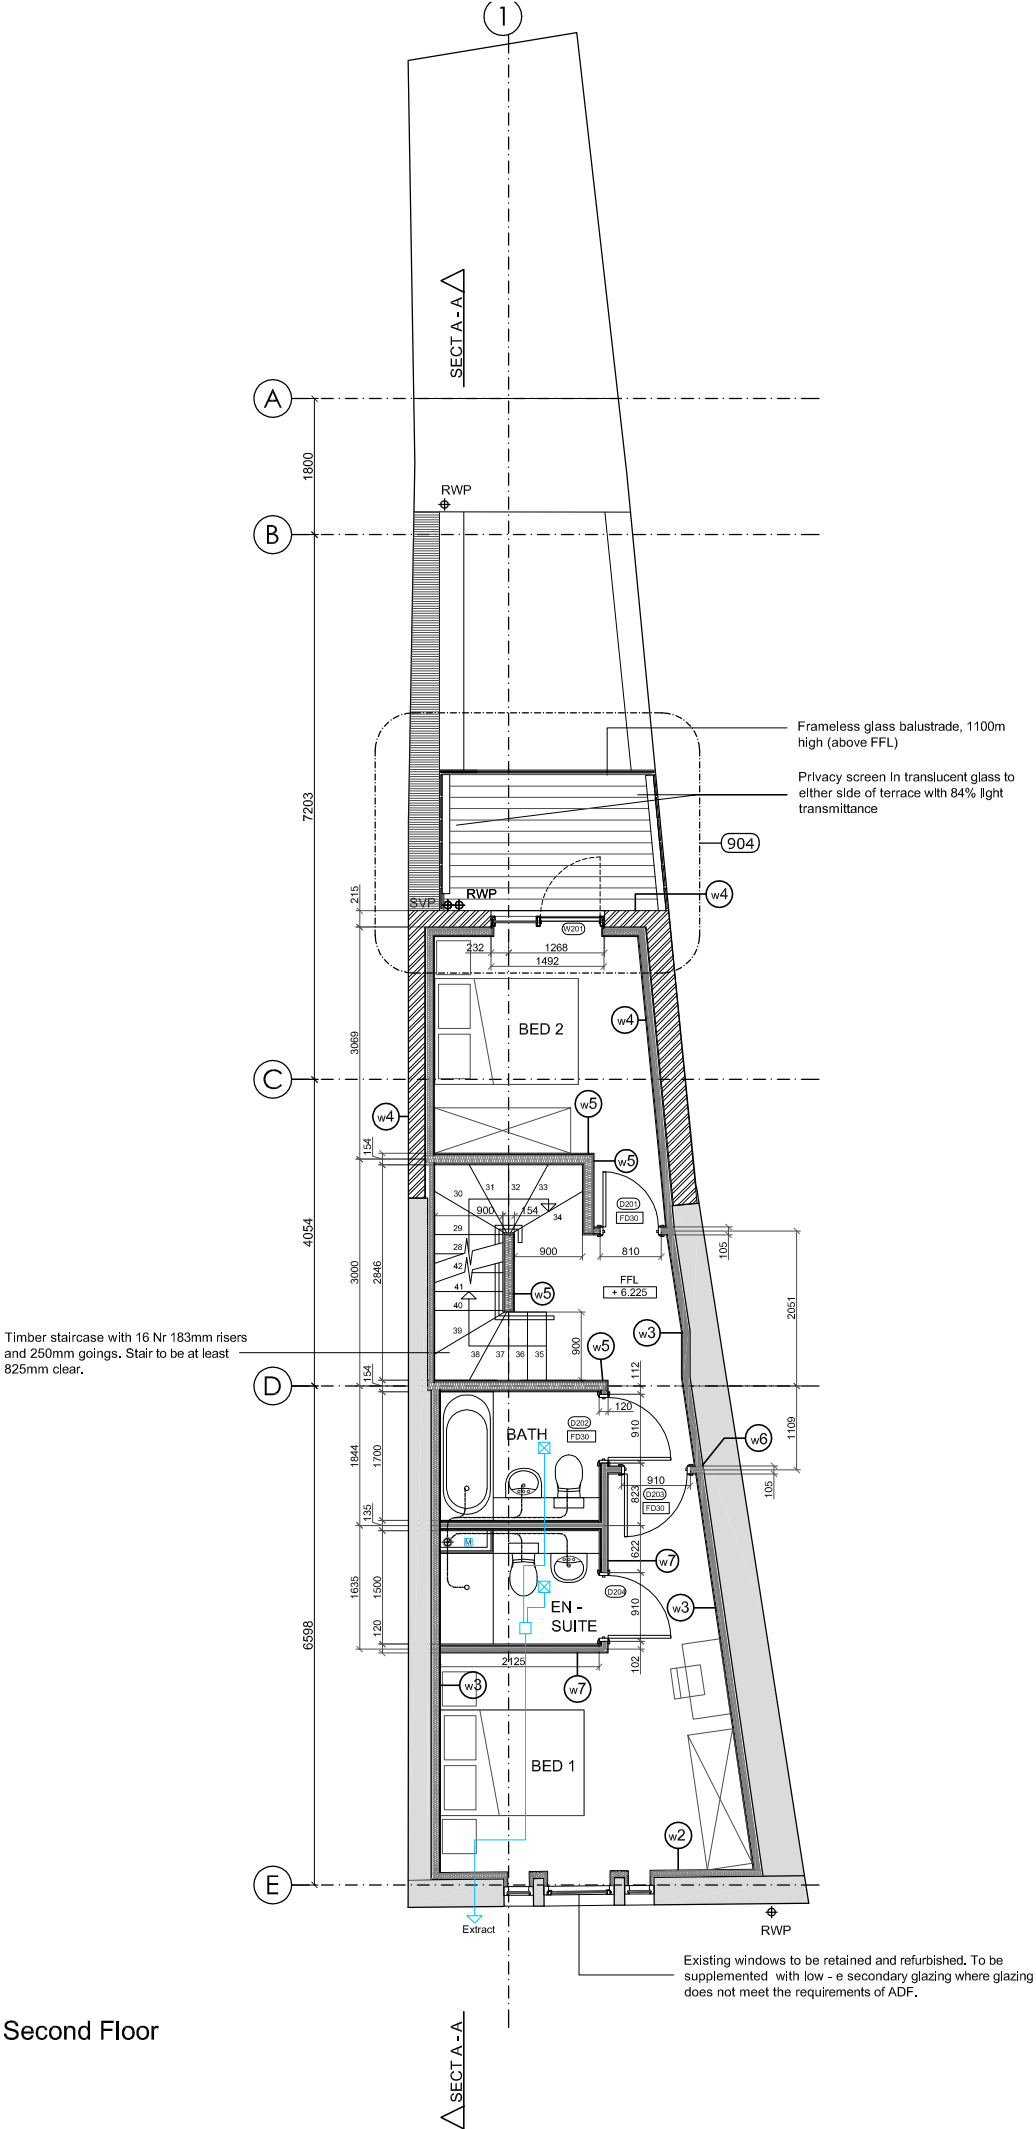 1
SECT A - A
A
1800
RWP
B
Frameless glass balustrade, 1100m
high (above FFL)
Privacy screen in translucent glass to
either side of terrace with 84% light
transmittance
7203
904
w4
215
SVP
RWP
W201
232
1268
1492
BED 2
w4
3069
C
w4
w5
154
w5
31
32
33
30
34
D201
FD30
900
154
29
28
42
41
40
39
38
37
36
35
900
810
105
4054
3000
2846
FFL
+ 6.225
w5
2051
w3
900
w5
Timber staircase with 16 Nr 183mm risers
and 250mm goings. Stair to be at least
825mm clear.
154
112
D
120
D202
FD30
BATH
910
1109
w6
1844
1700
910
D203
FD30
823
105
135
M
622
w7
1635
1500
D204
EN -
SUITE
910
w3
6598
120
2125
102
w3
w7
BED 1
w2
E
Extract
RWP
Existing windows to be retained and refurbished. To be
supplemented with low - e secondary glazing where glazing
does not meet the requirements of ADF.
Second Floor
SECT A - A